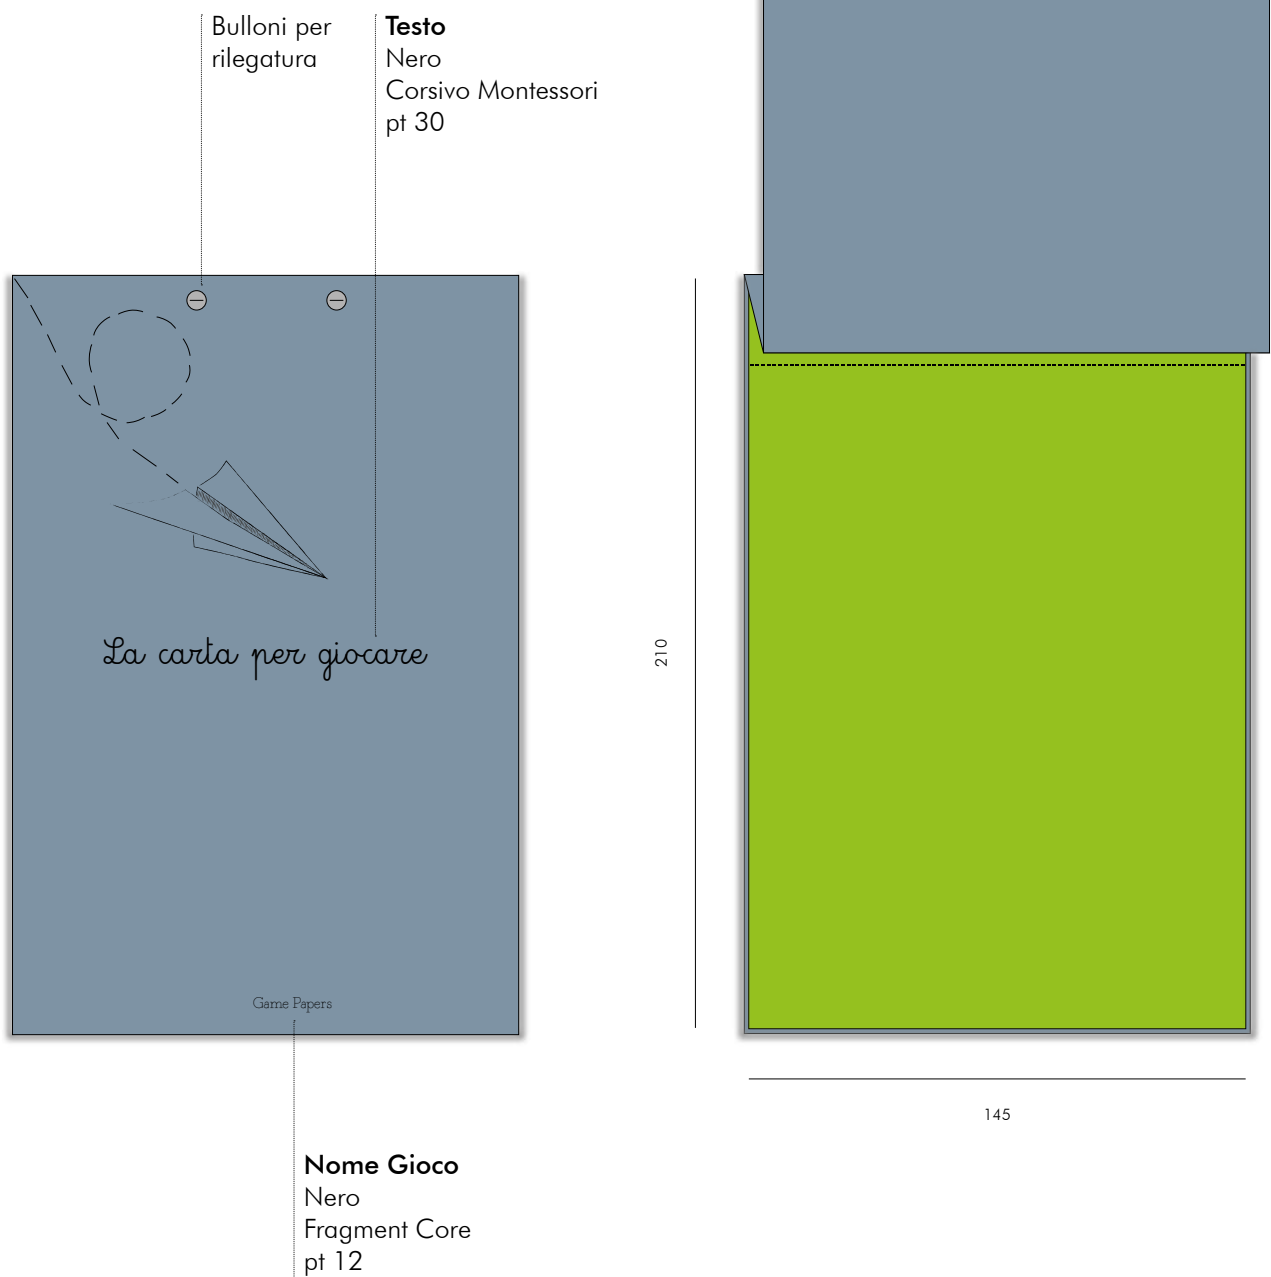 Bulloni per
rilegatura
Testo
Nero
Corsivo Montessori
pt 30
La carta per giocare
Game Papers
210
145
Nome Gioco
Nero
Fragment Core
pt 12